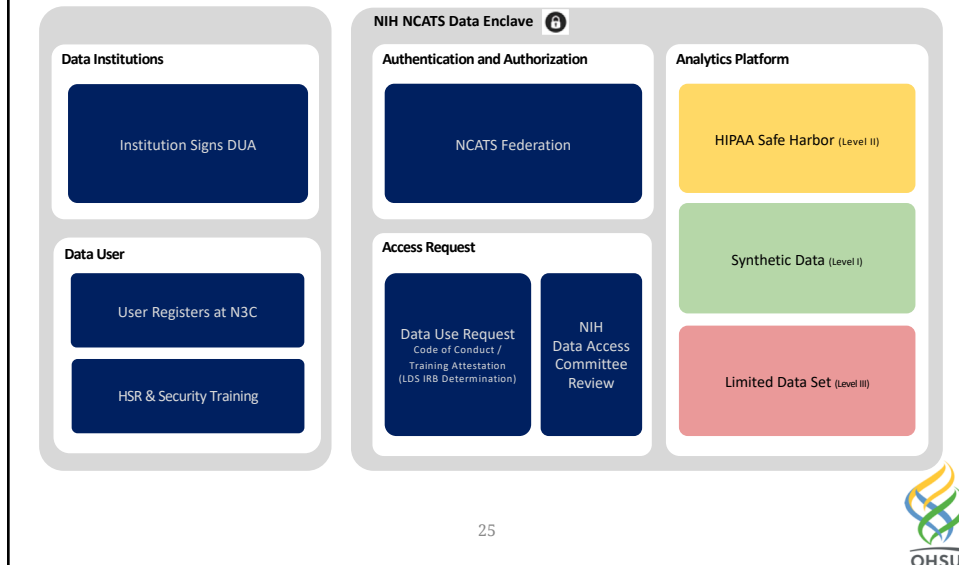 NIH NCATS Data Enclave
Data Institutions
Institution Signs DUA
Data User
User Registers at N3C
HSR & Security Training
Authentication and Authorization
NCATS Federation
Access Request
Data Use Request
Code of Conduct /
Training Attestation
(LDS IRB Determination)
NIH
Data Access
Committee
Review
Analytics Platform
HIPAA Safe Harbor (Level II)
Synthetic Data (Level I)
Limited Data Set (Level III)
25
OHSU